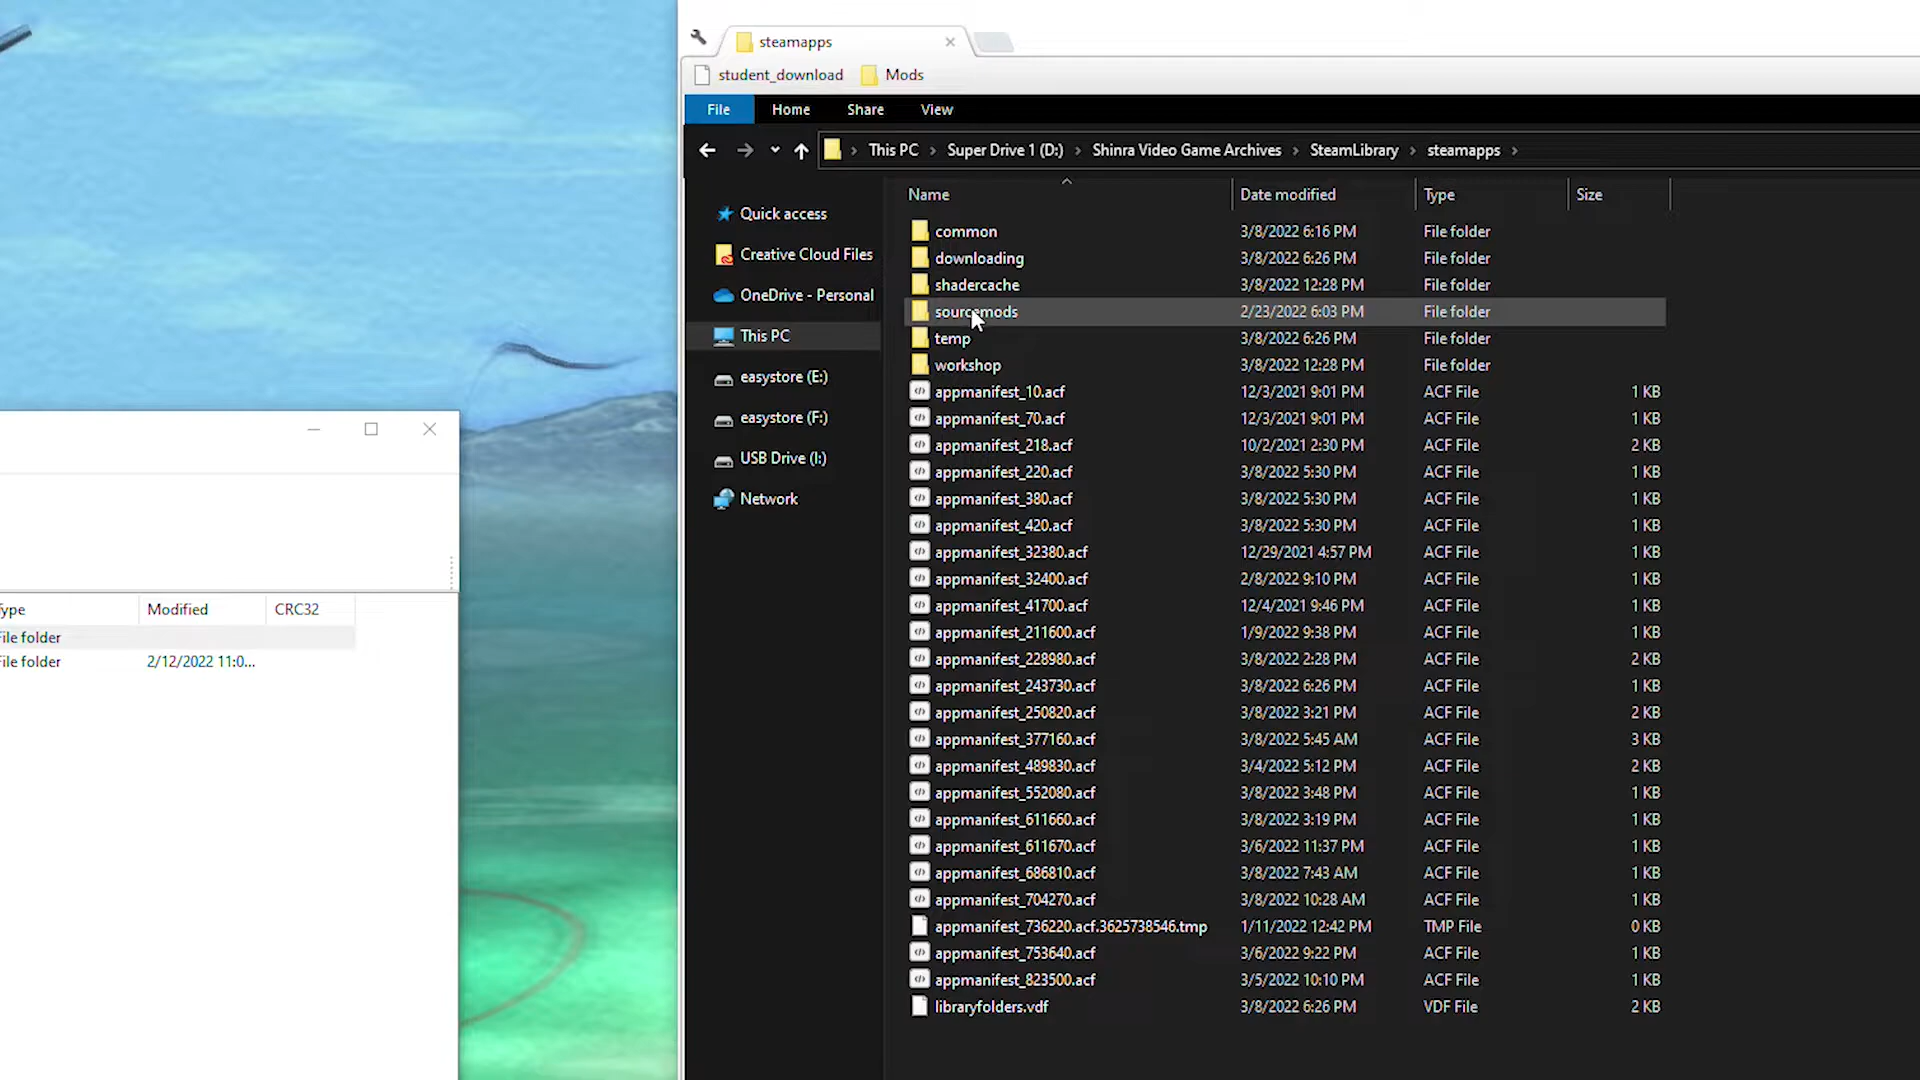 steamapps
student_download Mods
File Home Share View
This PC Super Drive 1 (D:) Shinra Video Game Archives SteamLibrary steamapps
Name Date modified Type Size
Quick access
Creative Cloud Files
OneDrive - Personal
This PC
easystore (E:)
easystore (F:)
USB Drive (I:)
Network
common 3/8/2022 6:16 PM File folder
downloading 3/8/2022 6:26 PM File folder
shadercache 3/8/2022 12:28 PM File folder
sourcemods 2/23/2022 6:03 PM File folder
temp 3/8/2022 6:26 PM File folder
workshop 3/8/2022 12:28 PM File folder
appmanifest_10.acf 12/3/2021 9:01 PM ACF File 1 KB
appmanifest_70.acf 12/3/2021 9:01 PM ACF File 1 KB
appmanifest_218.acf 10/2/2021 2:30 PM ACF File 2 KB
appmanifest_220.acf 3/8/2022 5:30 PM ACF File 1 KB
appmanifest_380.acf 3/8/2022 5:30 PM ACF File 1 KB
appmanifest_420.acf 3/8/2022 5:30 PM ACF File 1 KB
appmanifest_32380.acf 12/29/2021 4:57 PM ACF File 1 KB
appmanifest_32400.acf 2/8/2022 9:10 PM ACF File 1 KB
appmanifest_41700.acf 12/4/2021 9:46 PM ACF File 1 KB
appmanifest_211600.acf 1/9/2022 9:38 PM ACF File 1 KB
appmanifest_228980.acf 3/8/2022 2:28 PM ACF File 2 KB
appmanifest_243730.acf 3/8/2022 6:26 PM ACF File 1 KB
appmanifest_250820.acf 3/8/2022 3:21 PM ACF File 2 KB
appmanifest_377160.acf 3/8/2022 5:45 AM ACF File 3 KB
appmanifest_489830.acf 3/4/2022 5:12 PM ACF File 2 KB
appmanifest_552080.acf 3/8/2022 3:48 PM ACF File 1 KB
appmanifest_611660.acf 3/8/2022 3:19 PM ACF File 1 KB
appmanifest_611670.acf 3/6/2022 11:37 PM ACF File 1 KB
appmanifest_686810.acf 3/8/2022 7:43 AM ACF File 1 KB
appmanifest_704270.acf 3/8/2022 10:28 AM ACF File 1 KB
appmanifest_736220.acf.3625738546.tmp 1/11/2022 12:42 PM TMP File 0 KB
appmanifest_753640.acf 3/6/2022 9:22 PM ACF File 1 KB
appmanifest_823500.acf 3/5/2022 10:10 PM ACF File 1 KB
libraryfolders.vdf 3/8/2022 6:26 PM VDF File 2 KB
ype Modified CRC32
File folder
File folder 2/12/2022 11:0...